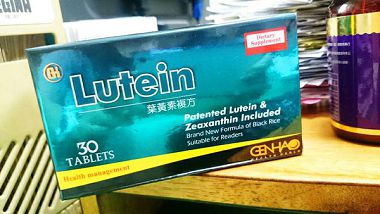 GH
Lutein
Dietary
Supplement
葉黃素複方
Patented Lutein &
Zeaxanthin Included
Brand New Formula of Black Rice
Suitable for Readers
30
TABLETS
Health management
GENHAO